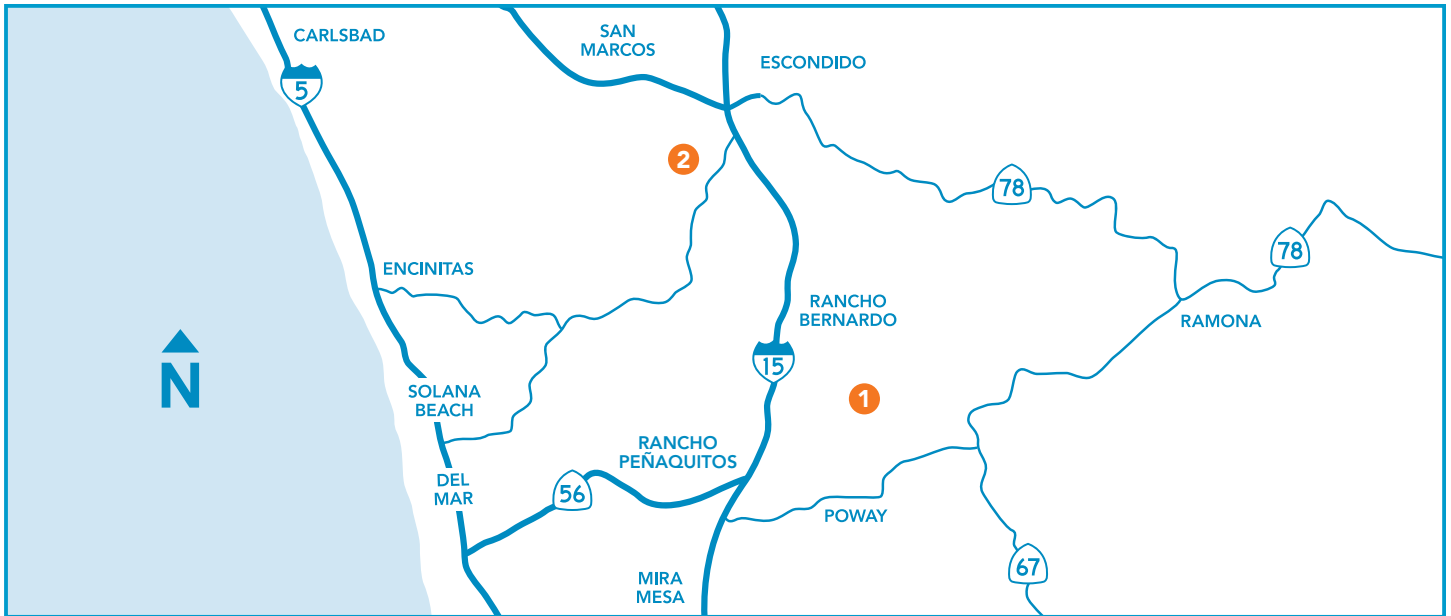 CARLSBAD
SAN
MARCOS
ESCONDIDO
5
2
78
78
ENCINITAS
RANCHO
BERNARDO
RAMONA
N
15
SOLANA
BEACH
1
RANCHO
PEÑAQUITOS
DEL
MAR
56
POWAY
67
MIRA
MESA